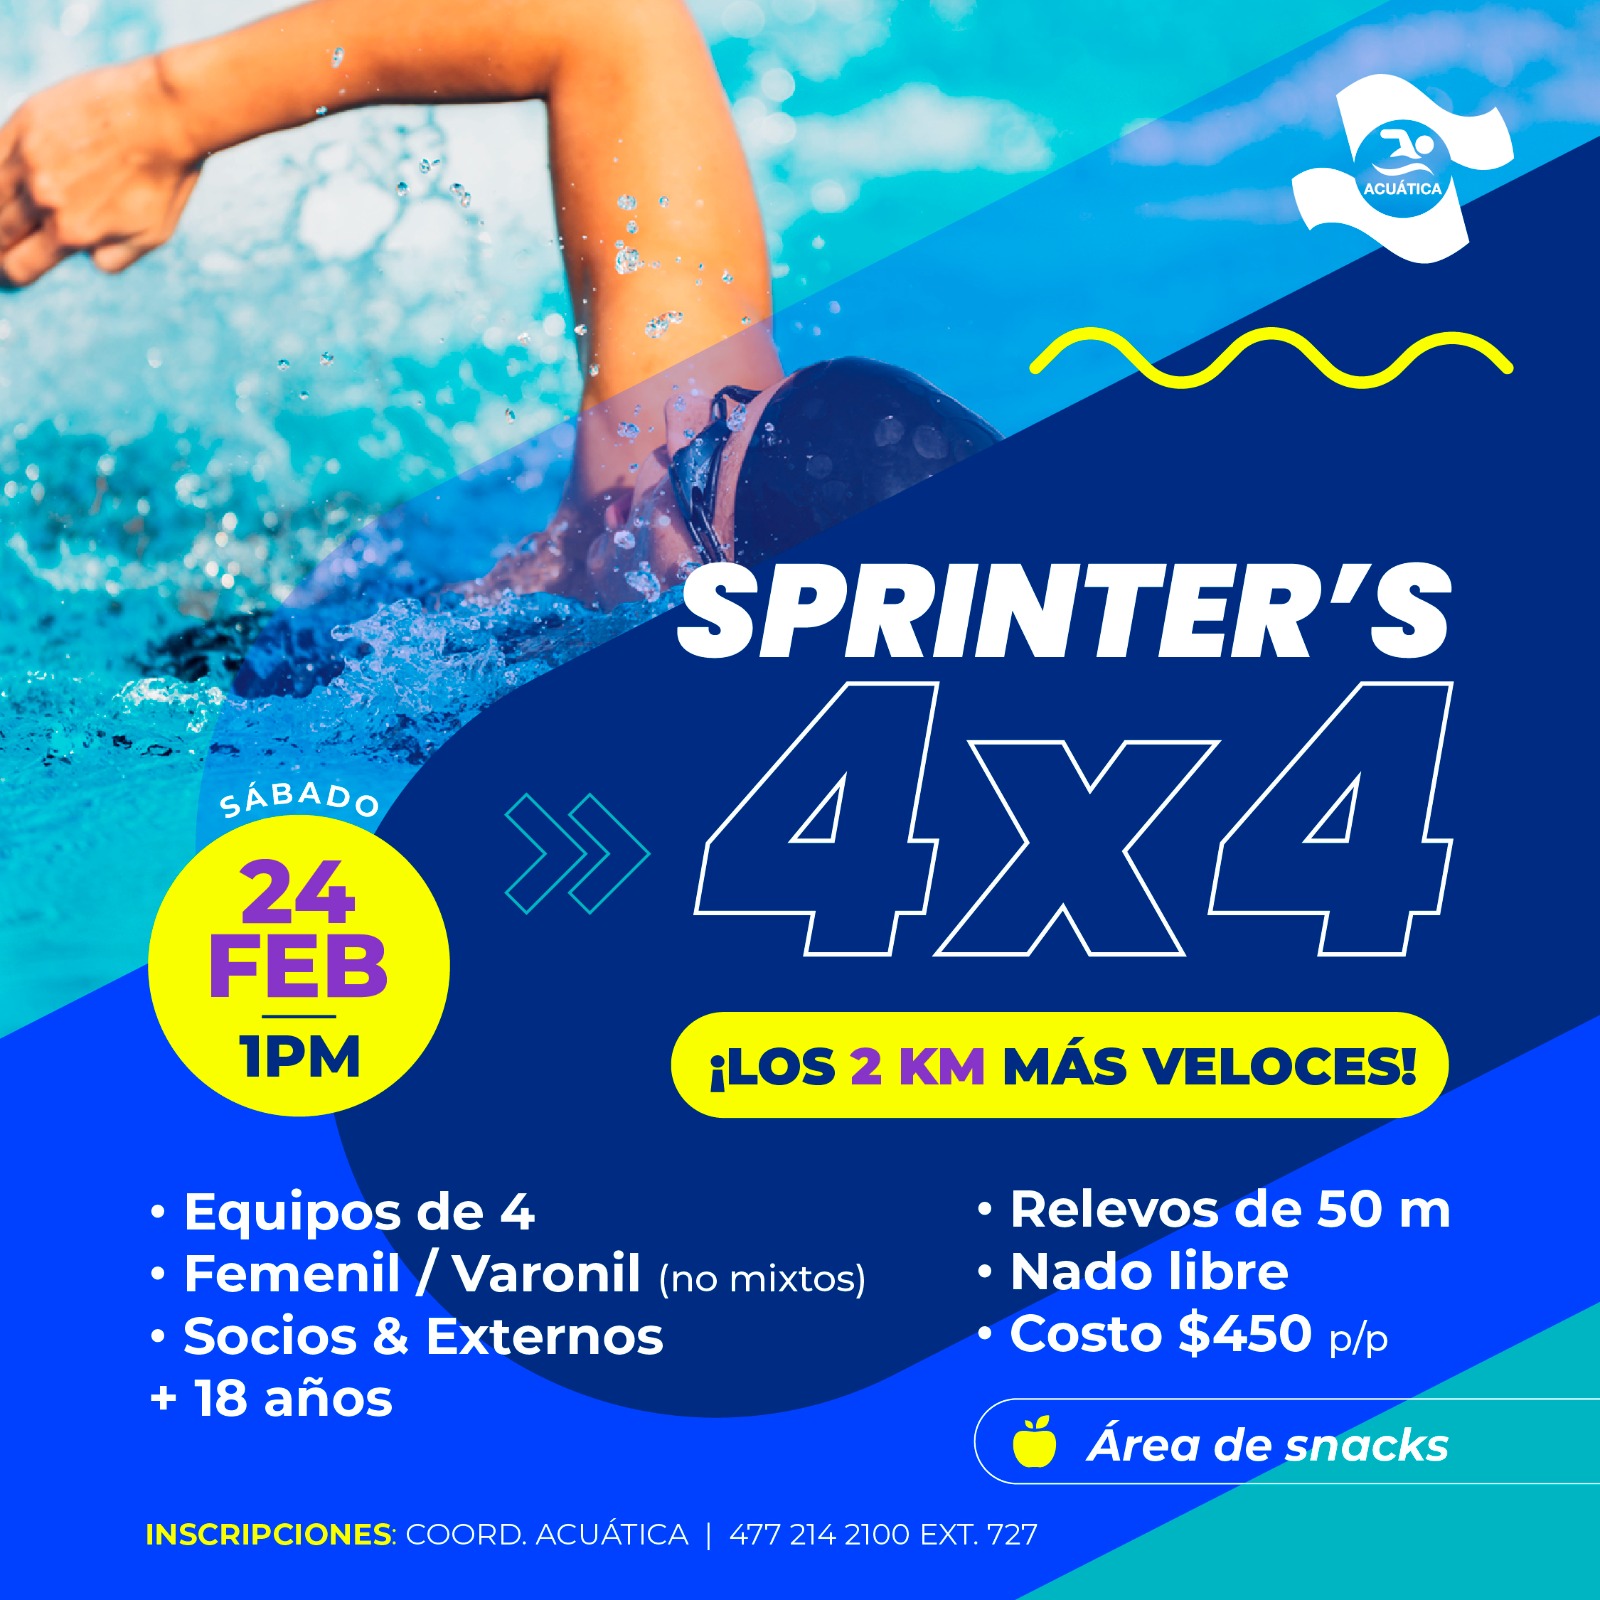 ACUÁTICA
SPRINTER'S
4x4
SÁBADO
24
FEB
1PM
¡LOS 2 KM MÁS VELOCES!
• Equipos de 4
• Femenil / Varonil (no mixtos)
• Socios & Externos
+ 18 años
• Relevos de 50 m
• Nado libre
• Costo $450 p/p
Área de snacks
INSCRIPCIONES: COORD. ACUÁTICA | 477 214 2100 EXT. 727